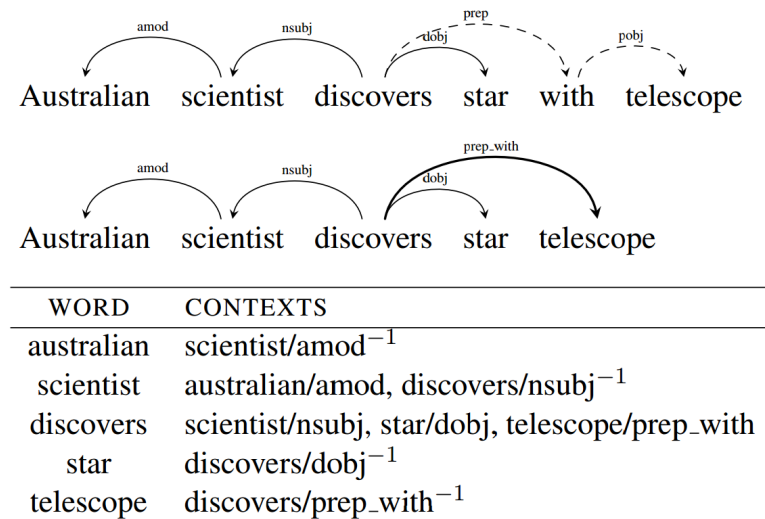 prep
amod nsubj dobj pobj
Australian scientist discovers star with telescope
prep_with
amod nsubj dobj
Australian scientist discovers star telescope
WORD CONTEXTS
australian scientist/amod⁻¹
scientist australian/amod, discovers/nsubj⁻¹
discovers scientist/nsubj, star/dobj, telescope/prep_with
star discovers/dobj⁻¹
telescope discovers/prep_with⁻¹